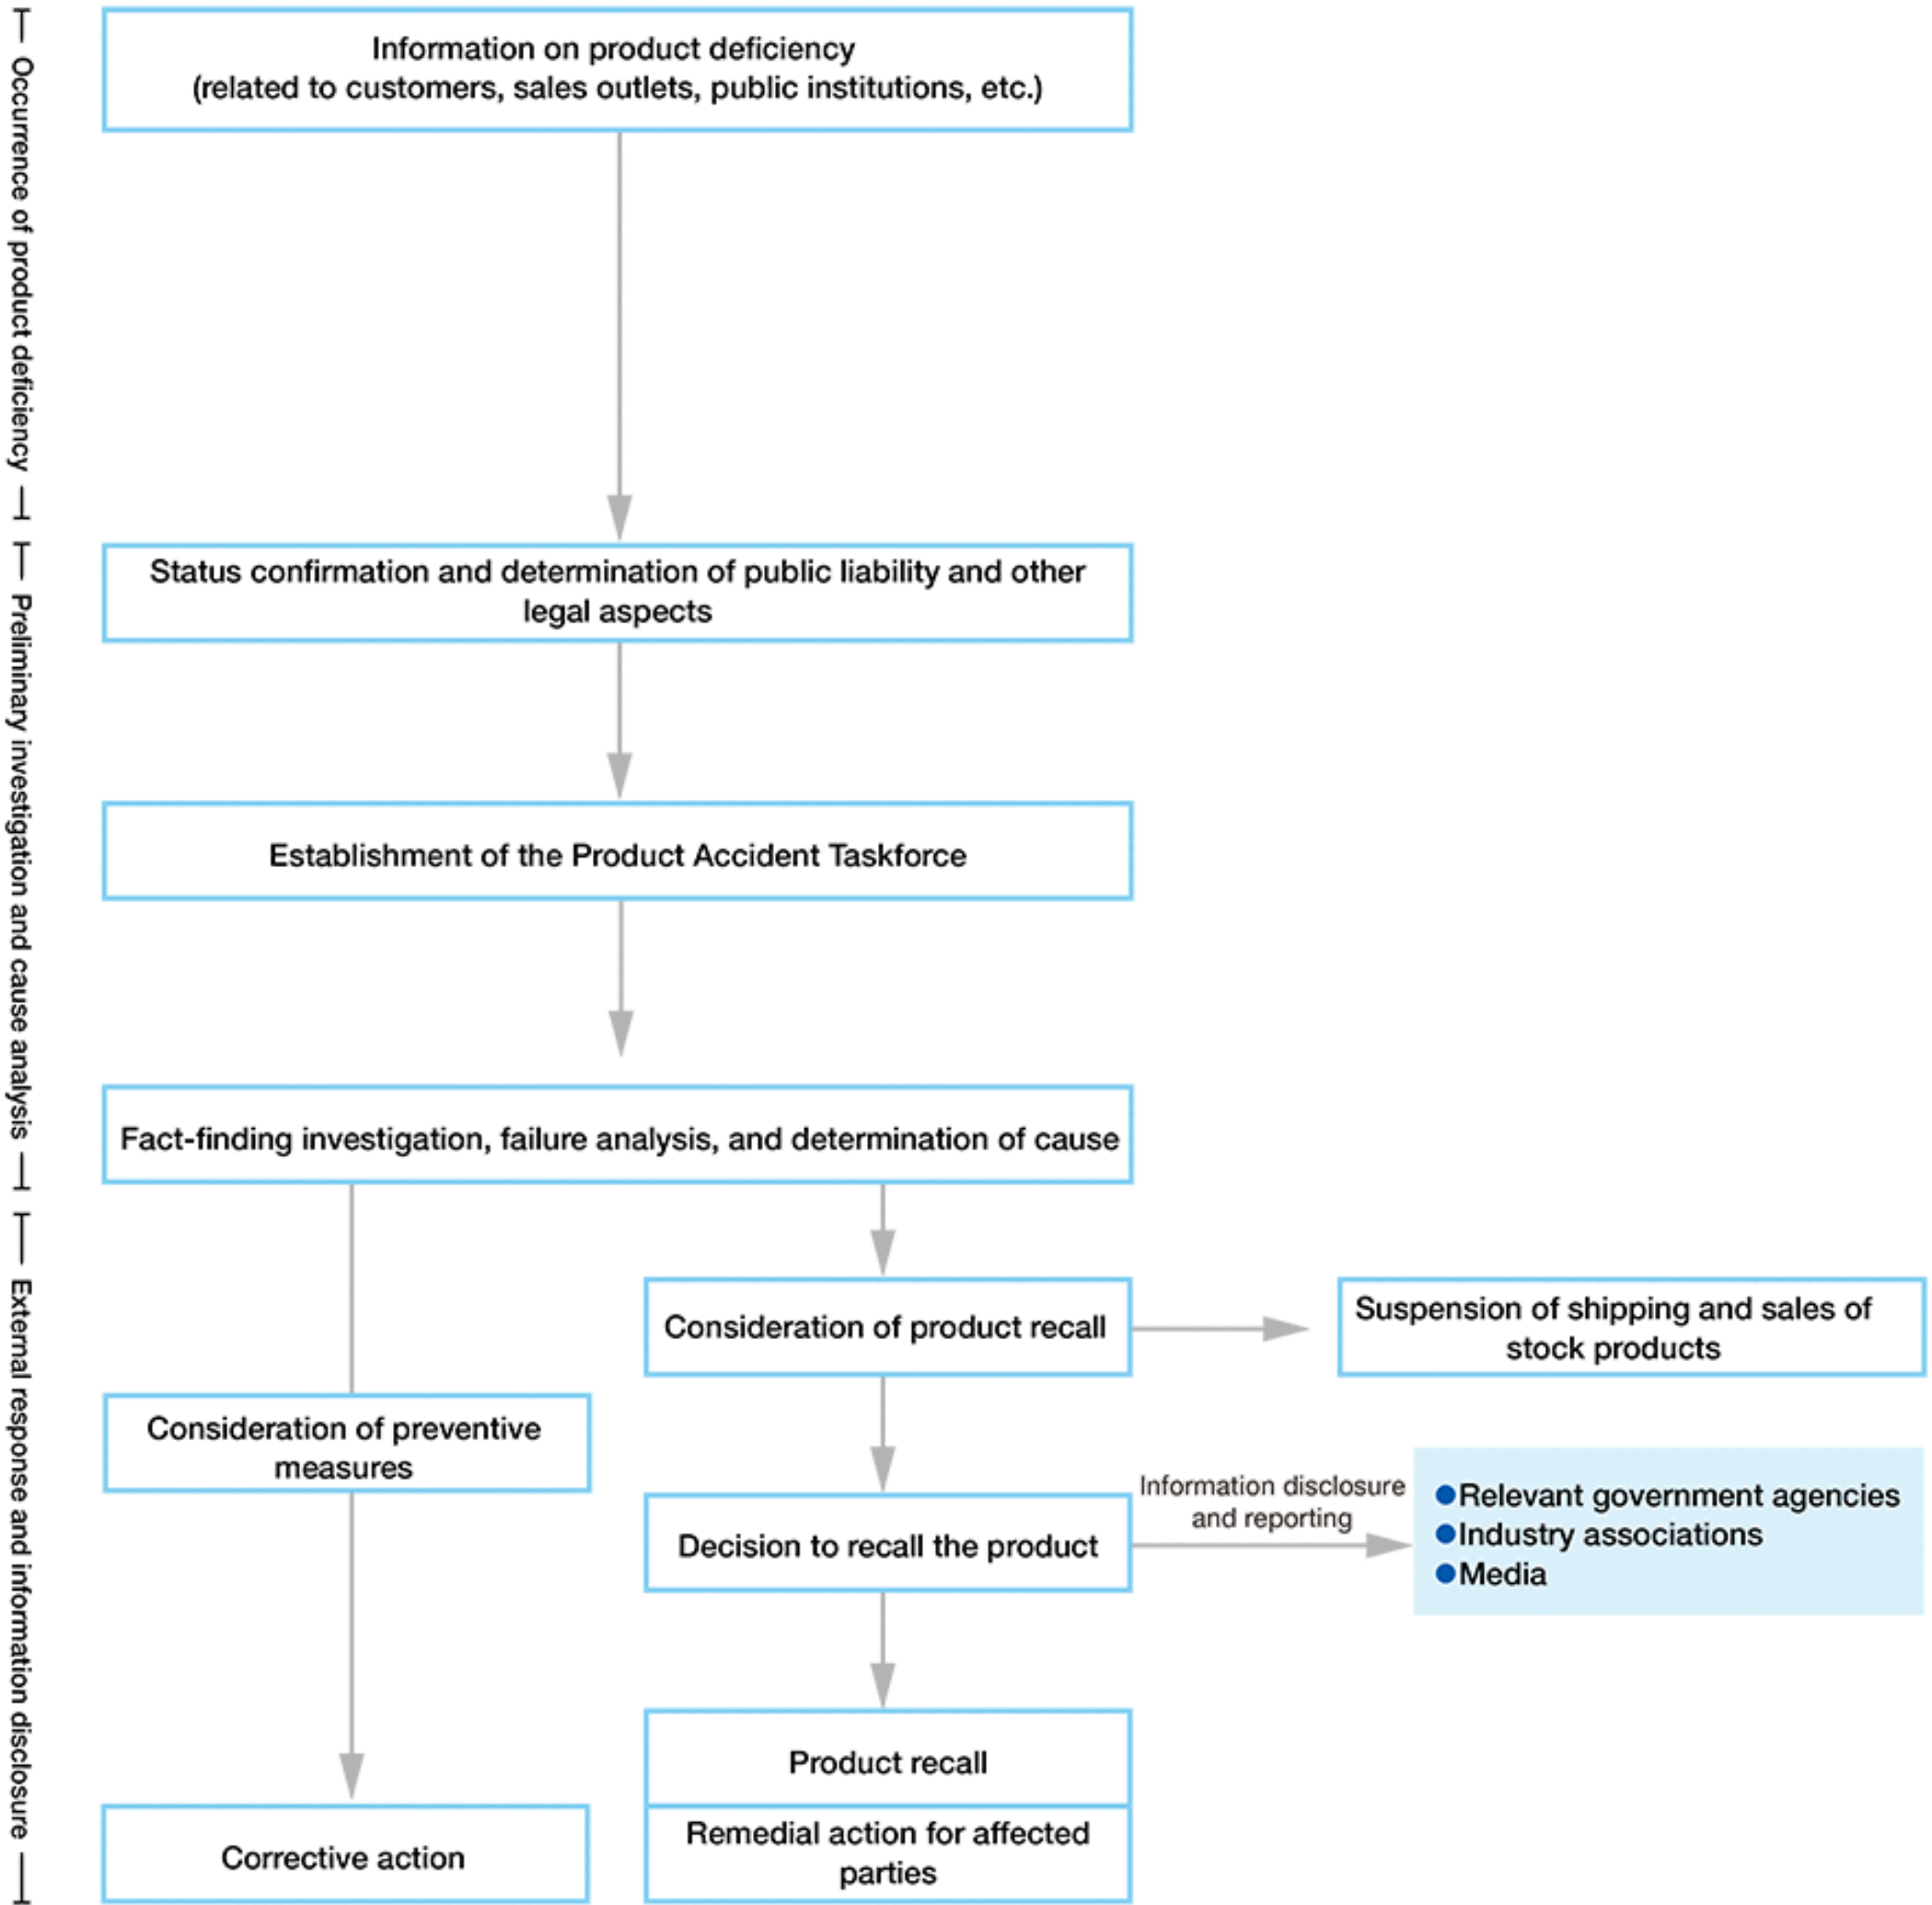 Occurrence of product deficiency
Information on product deficiency
(related to customers, sales outlets, public institutions, etc.)
Preliminary investigation and cause analysis
Status confirmation and determination of public liability and other
legal aspects
Establishment of the Product Accident Taskforce
Fact-finding investigation, failure analysis, and determination of cause
External response and information disclosure
Consideration of product recall
Suspension of shipping and sales of
stock products
Consideration of preventive
measures
Decision to recall the product
Information disclosure
and reporting
●Relevant government agencies
●Industry associations
●Media
Product recall
Remedial action for affected
parties
Corrective action